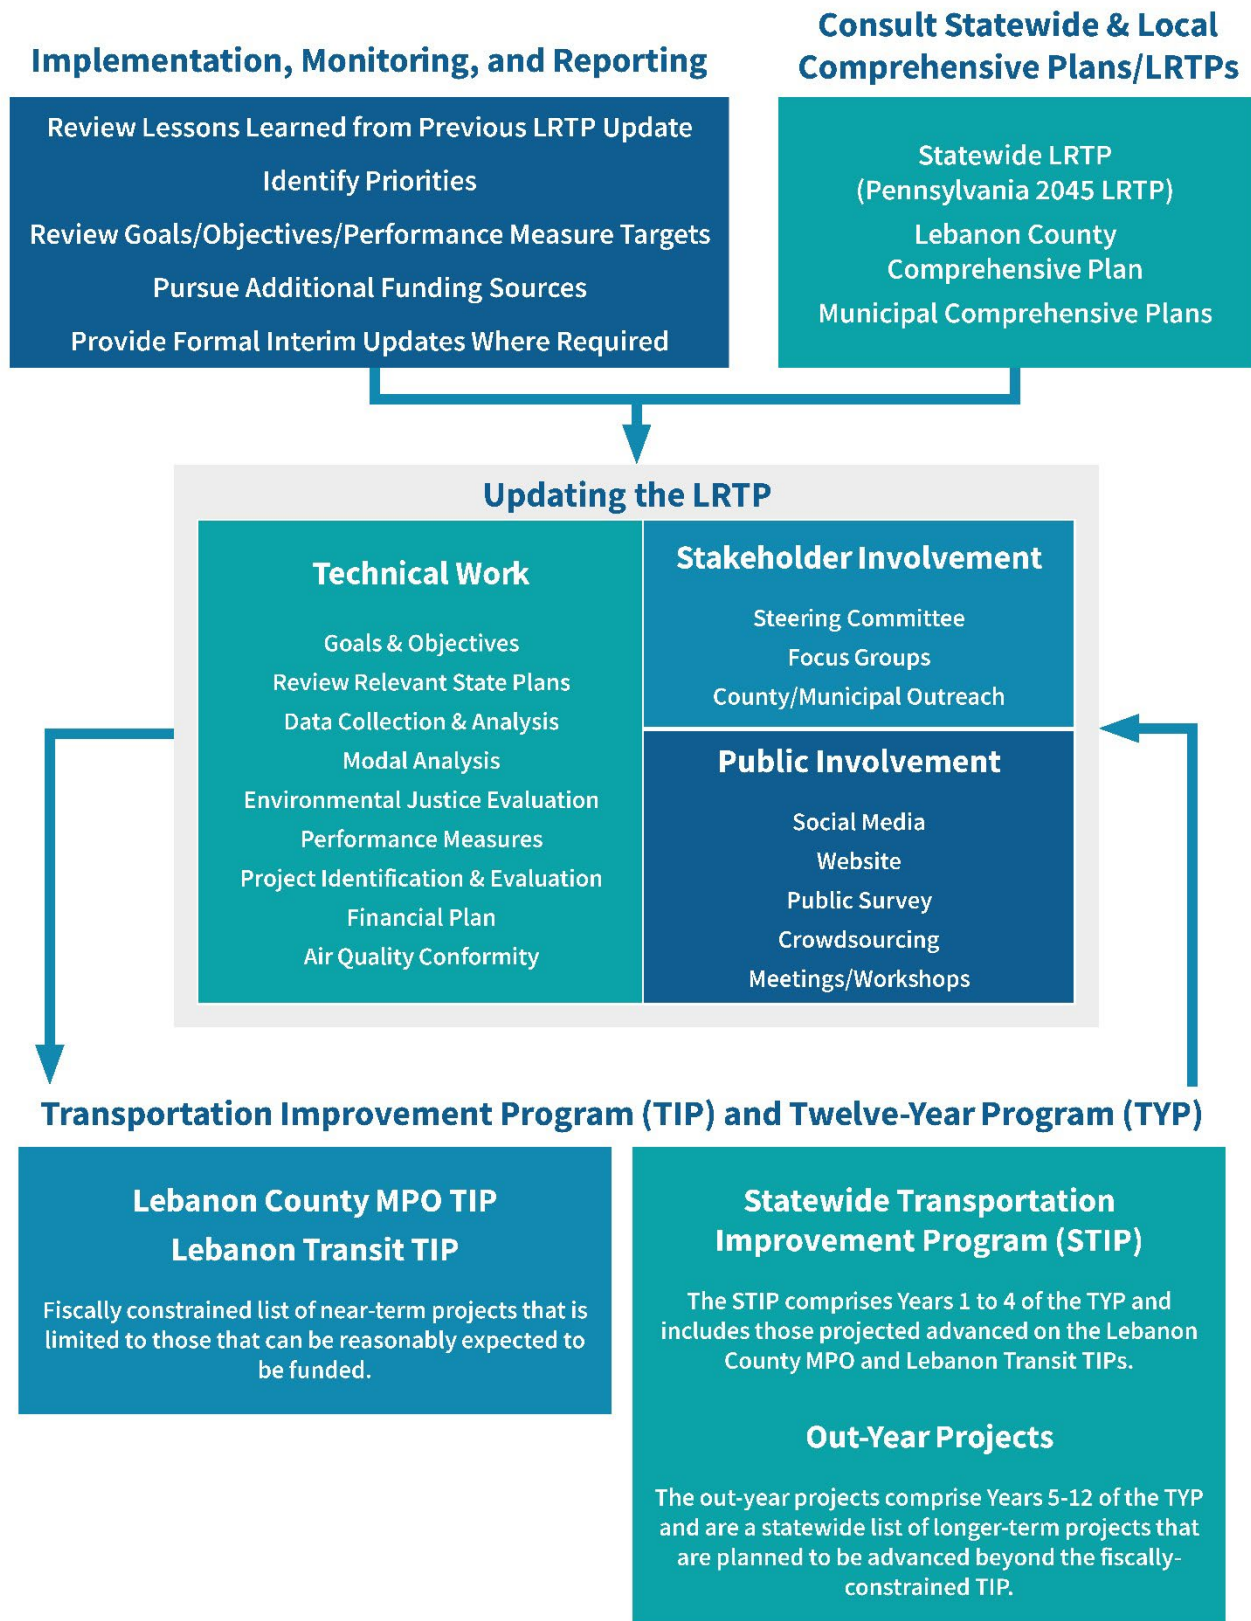 Implementation, Monitoring, and Reporting
Review Lessons Learned from Previous LRTP Update
Identify Priorities
Review Goals/Objectives/Performance Measure Targets
Pursue Additional Funding Sources
Provide Formal Interim Updates Where Required
Consult Statewide & Local
Comprehensive Plans/LRTPs
Statewide LRTP
(Pennsylvania 2045 LRTP)
Lebanon County
Comprehensive Plan
Municipal Comprehensive Plans
Updating the LRTP
Technical Work
Goals & Objectives
Review Relevant State Plans
Data Collection & Analysis
Modal Analysis
Environmental Justice Evaluation
Performance Measures
Project Identification & Evaluation
Financial Plan
Air Quality Conformity
Stakeholder Involvement
Steering Committee
Focus Groups
County/Municipal Outreach
Public Involvement
Social Media
Website
Public Survey
Crowdsourcing
Meetings/Workshops
Transportation Improvement Program (TIP) and Twelve-Year Program (TYP)
Lebanon County MPO TIP
Lebanon Transit TIP
Fiscally constrained list of near-term projects that is
limited to those that can be reasonably expected to
be funded.
Statewide Transportation
Improvement Program (STIP)
The STIP comprises Years 1 to 4 of the TYP and
includes those projected advanced on the Lebanon
County MPO and Lebanon Transit TIPs.
Out-Year Projects
The out-year projects comprise Years 5-12 of the TYP
and are a statewide list of longer-term projects that
are planned to be advanced beyond the fiscally-
constrained TIP.